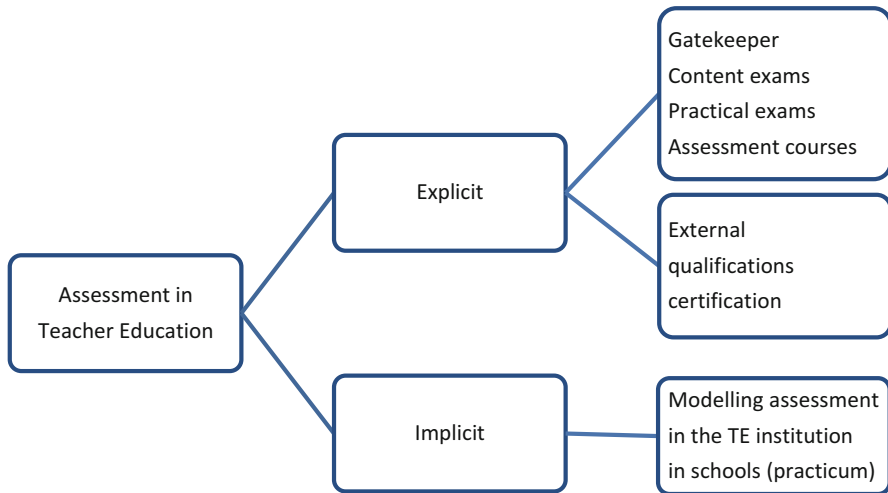 Assessment in
Teacher Education
Explicit
Gatekeeper
Content exams
Practical exams
Assessment courses
External
qualifications
certification
Implicit
Modelling assessment
in the TE institution
in schools (practicum)